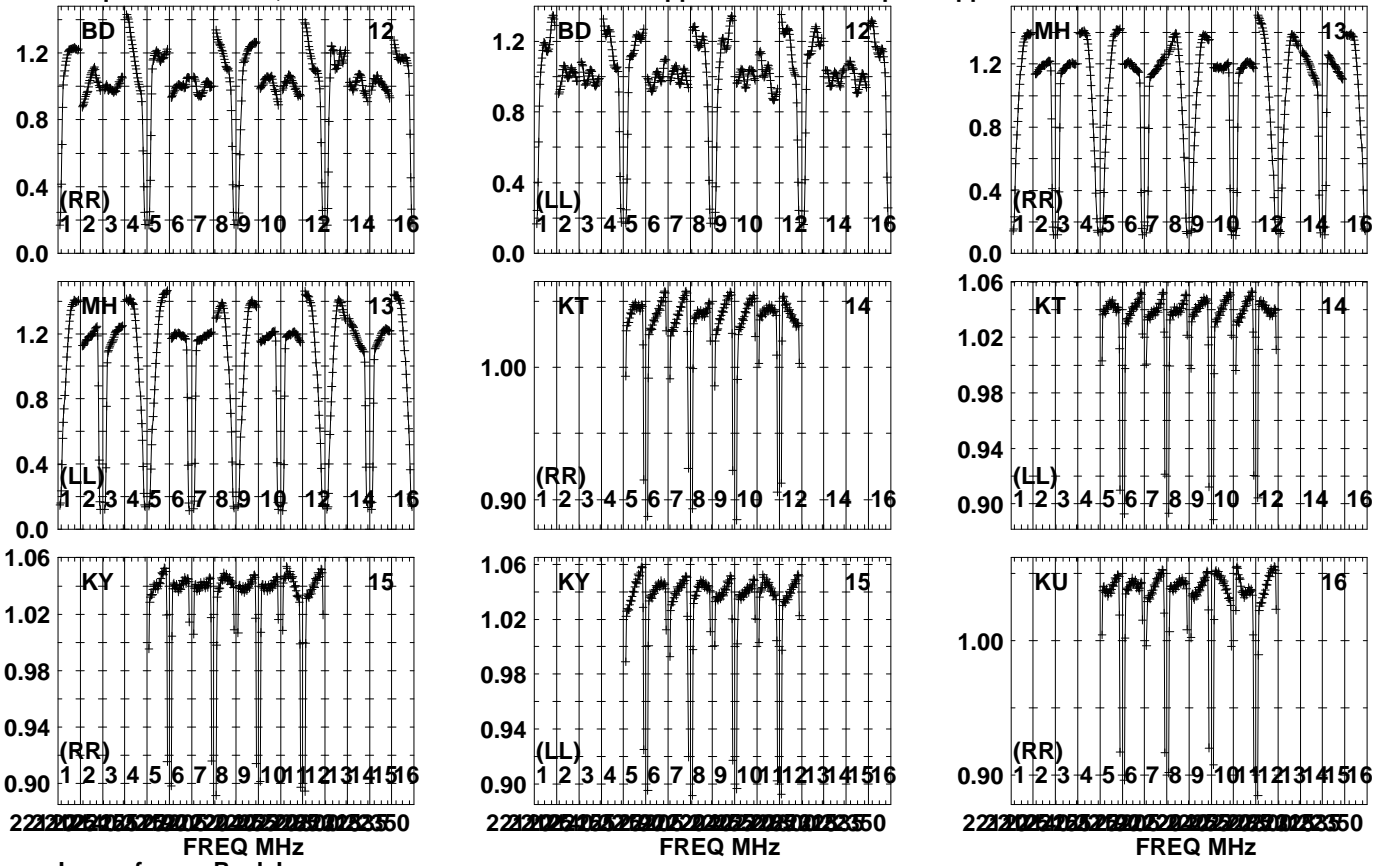 BD 12
1.2
0.8
0.4
0.0
(RR)
1 2 3 4 5 6 7 8 9 10 12 14 16
BD 12
1.2
0.8
0.4
0.0
(LL)
1 2 3 4 5 6 7 8 9 10 12 14 16
MH 13
1.2
0.8
0.4
0.0
(RR)
1 2 3 4 5 6 7 8 9 10 12 14 16
MH 13
1.2
0.8
0.4
0.0
(LL)
1 2 3 4 5 6 7 8 9 10 12 14 16
KT 14
1.00
0.90
(RR)
1 2 3 4 5 6 7 8 9 10 12 14 16
KT 14
1.06
1.02
0.98
0.94
0.90
(LL)
1 2 3 4 5 6 7 8 9 10 12 14 16
KY 15
1.06
1.02
0.98
0.94
0.90
(RR)
1 2 3 4 5 6 7 8 9 10 11 12 13 14 15 16
FREQ MHz
KY 15
1.06
1.02
0.98
0.94
0.90
(LL)
1 2 3 4 5 6 7 8 9 10 11 12 13 14 15 16
FREQ MHz
KU 16
1.00
0.90
(RR)
1 2 3 4 5 6 7 8 9 10 11 12 13 14 15 16
FREQ MHz